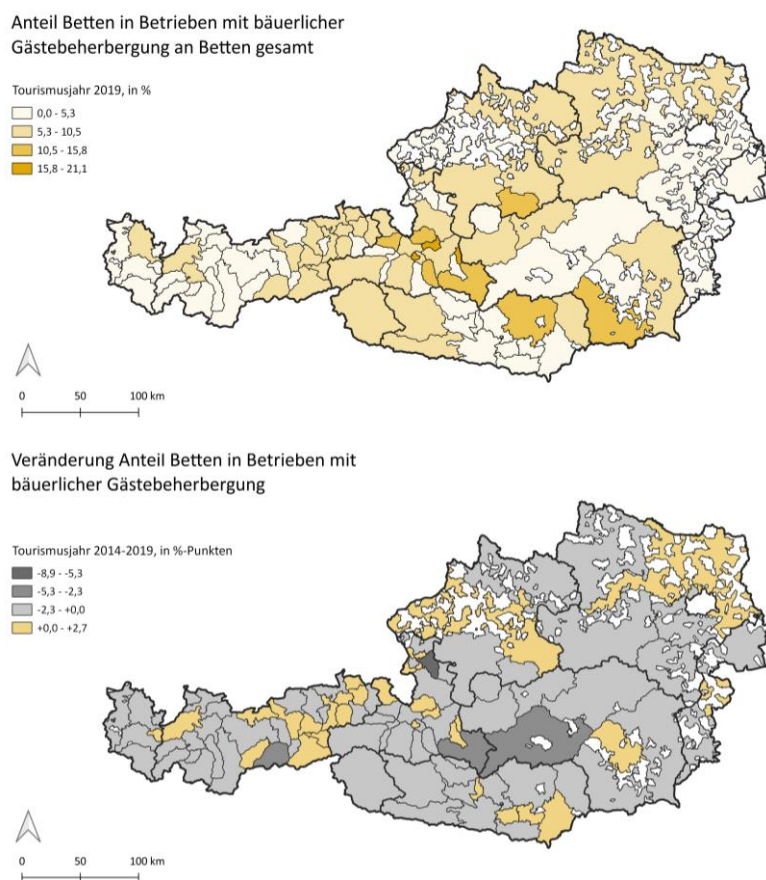 Anteil Betten in Betrieben mit bäuerlicher
Gästebeherbergung an Betten gesamt
Tourismusjahr 2019, in %
0,0 - 5,3
5,3 - 10,5
10,5 - 15,8
15,8 - 21,1
0 50 100 km
Veränderung Anteil Betten in Betrieben mit
bäuerlicher Gästebeherbergung
Tourismusjahr 2014-2019, in %-Punkten
-8,9 - -5,3
-5,3 - -2,3
-2,3 - +0,0
+0,0 - +2,7
0 50 100 km